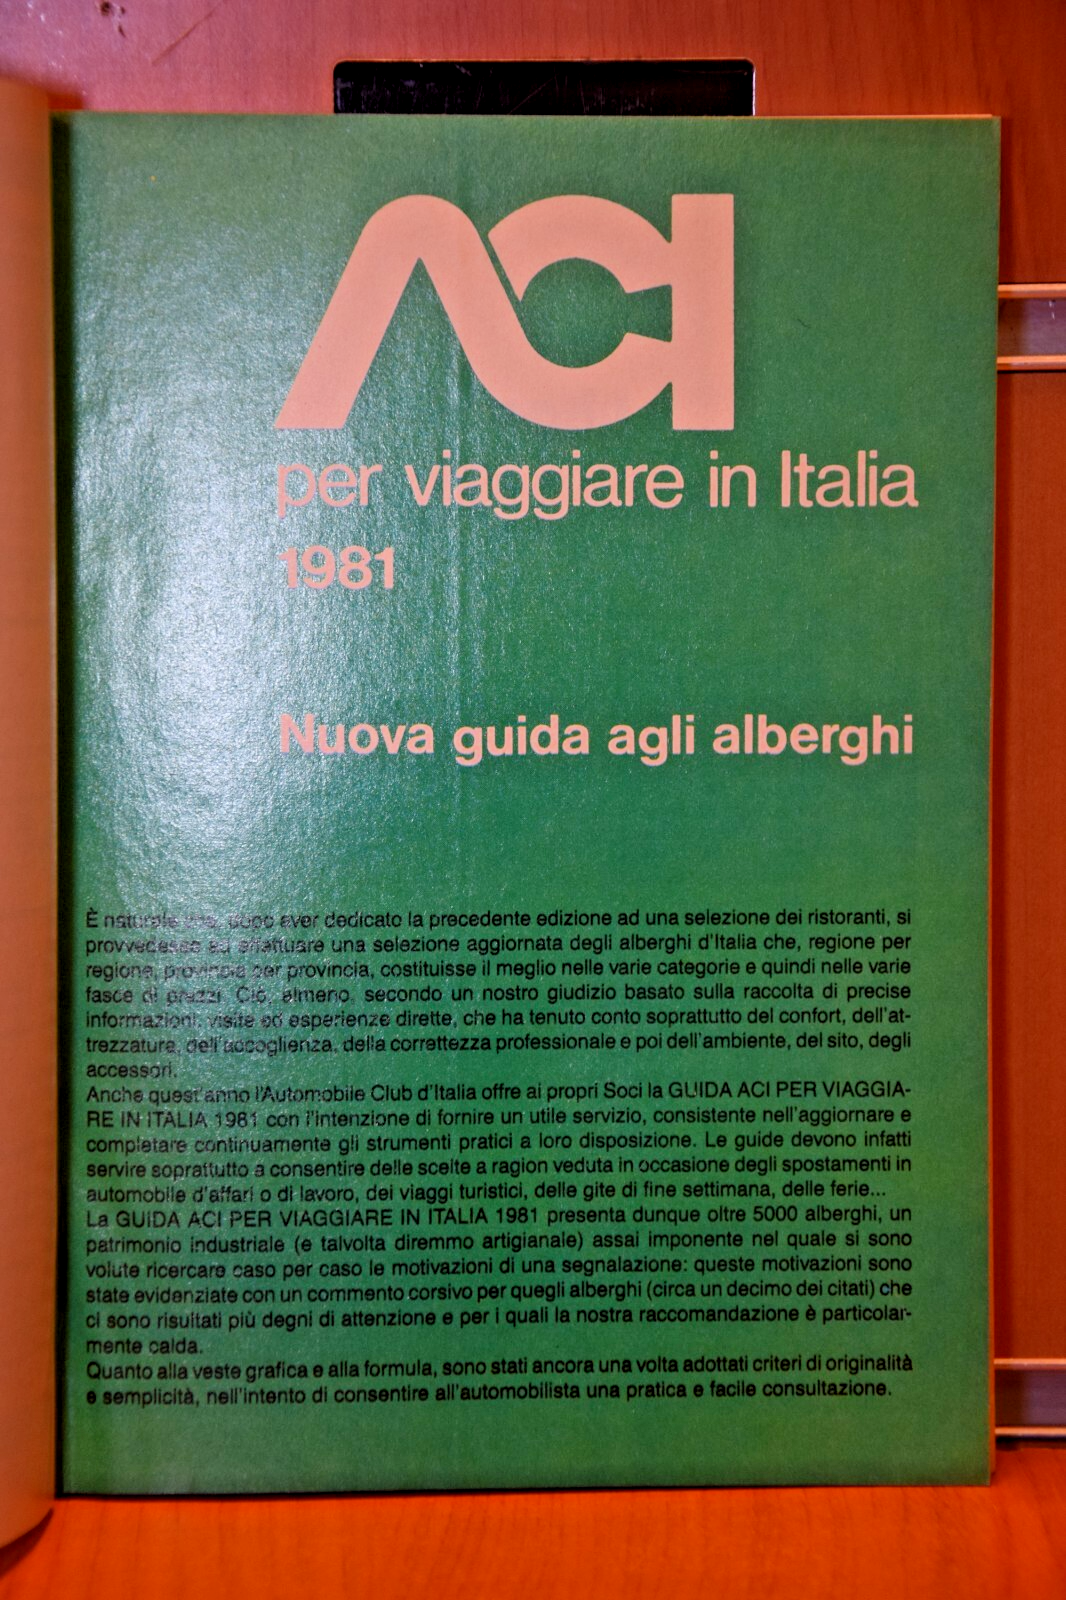 ACI
per viaggiare in Italia
1981
Nuova guida agli alberghi
È naturale che, dopo aver dedicato la precedente edizione ad una selezione dei ristoranti, si
provvedesse ad effettuare una selezione aggiornata degli alberghi d'Italia che, regione per
regione, provincia per provincia, costituisse il meglio nelle varie categorie e quindi nelle varie
fasce di prezzi. Ciò, almeno, secondo un nostro giudizio basato sulla raccolta di precise
informazioni, visite ed esperienze dirette, che ha tenuto conto soprattutto del confort, dell'at-
trezzature, dell'accoglienza, della correttezza professionale e poi dell'ambiente, del sito, degli
accessori.
Anche quest'anno l'Automobile Club d'Italia offre ai propri Soci la GUIDA ACI PER VIAGGIA-
RE IN ITALIA 1981 con l'intenzione di fornire un utile servizio, consistente nell'aggiornare e
completare continuamente gli strumenti pratici a loro disposizione. Le guide devono infatti
servire soprattutto a consentire delle scelte a ragion veduta in occasione degli spostamenti in
automobile d'affari o di lavoro, dei viaggi turistici, delle gite di fine settimana, delle ferie...
La GUIDA ACI PER VIAGGIARE IN ITALIA 1981 presenta dunque oltre 5000 alberghi, un
patrimonio industriale (e talvolta diremmo artigianale) assai imponente nel quale si sono
volute ricercare caso per caso le motivazioni di una segnalazione: queste motivazioni sono
state evidenziate con un commento corsivo per quegli alberghi (circa un decimo dei citati) che
ci sono risultati più degni di attenzione e per i quali la nostra raccomandazione è particolar-
mente calda.
Quanto alla veste grafica e alla formula, sono stati ancora una volta adottati criteri di originalità
e semplicità, nell'intento di consentire all'automobilista una pratica e facile consultazione.